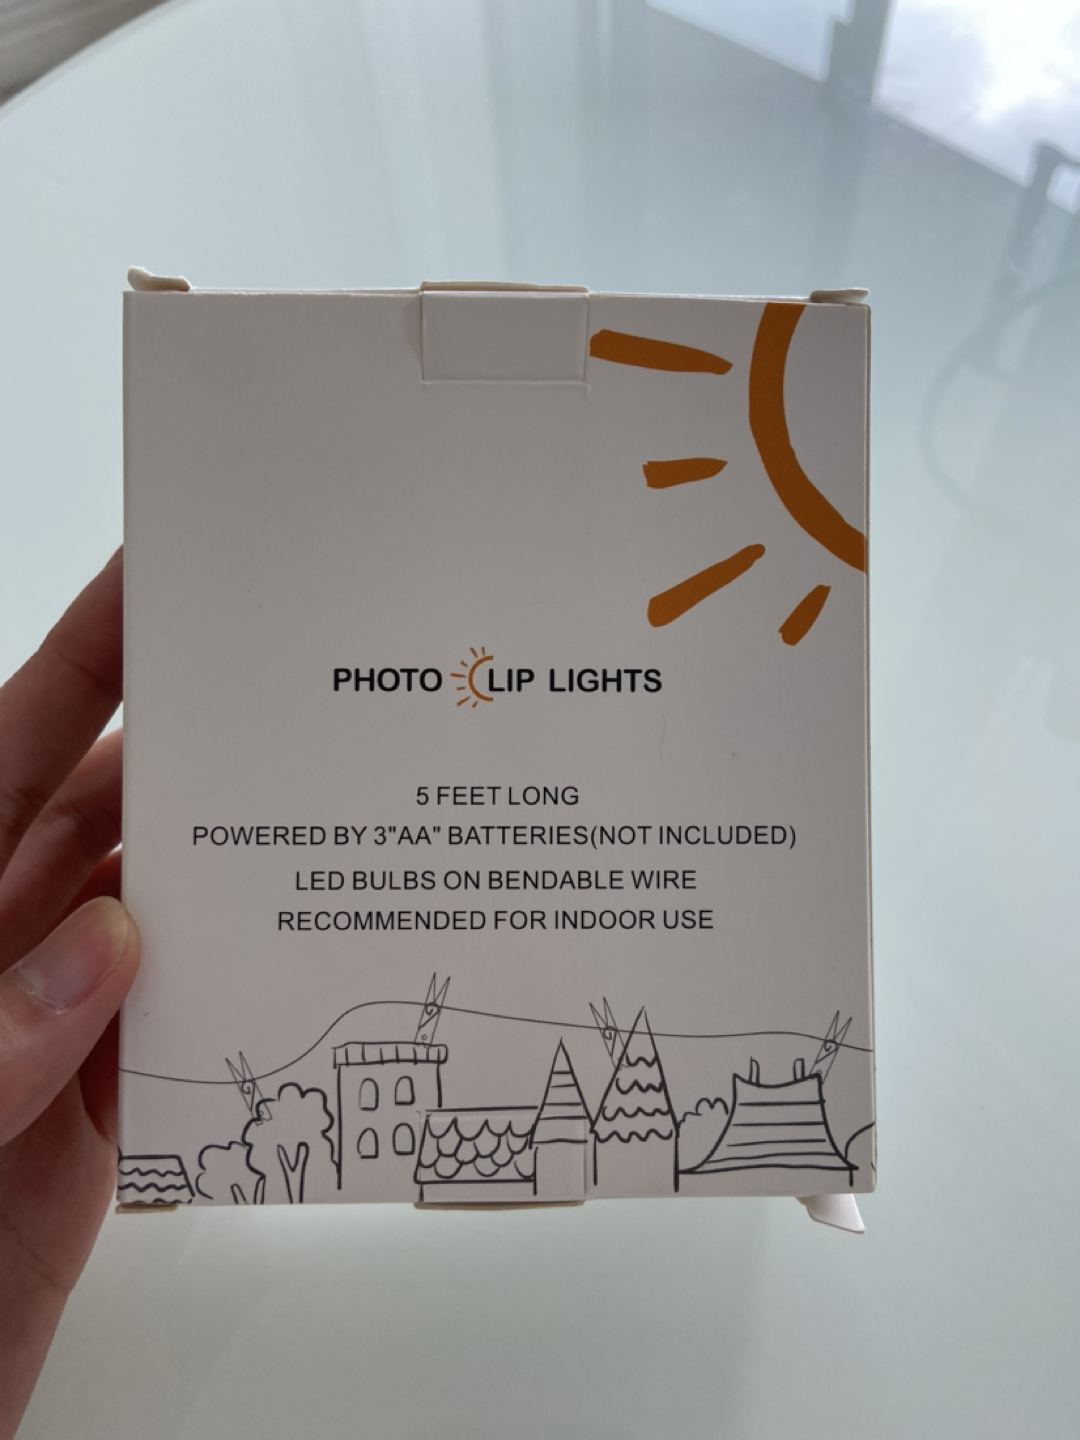 PHOTO CLIP LIGHTS
5 FEET LONG
POWERED BY 3"AA" BATTERIES(NOT INCLUDED)
LED BULBS ON BENDABLE WIRE
RECOMMENDED FOR INDOOR USE